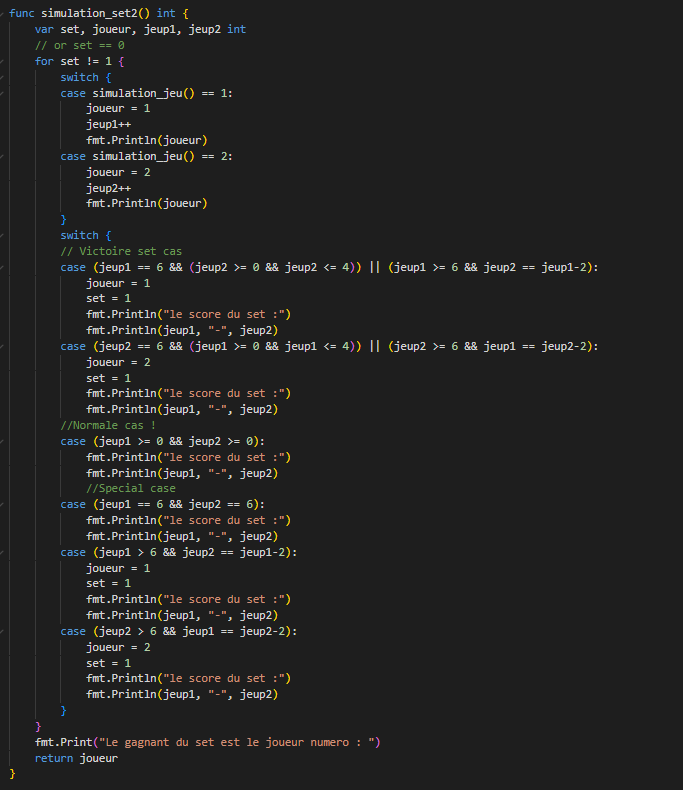 func simulation_set2() int {
    var set, joueur, jeup1, jeup2 int
    // or set == 0
    for set != 1 {
        switch {
        case simulation_jeu() == 1:
            joueur = 1
            jeup1++
            fmt.Println(joueur)
        case simulation_jeu() == 2:
            joueur = 2
            jeup2++
            fmt.Println(joueur)
        }
        switch {
        // Victoire set cas
        case (jeup1 == 6 && (jeup2 >= 0 && jeup2 <= 4)) || (jeup1 >= 6 && jeup2 == jeup1-2):
            joueur = 1
            set = 1
            fmt.Println("le score du set :")
            fmt.Println(jeup1, "-", jeup2)
        case (jeup2 == 6 && (jeup1 >= 0 && jeup1 <= 4)) || (jeup2 >= 6 && jeup1 == jeup2-2):
            joueur = 2
            set = 1
            fmt.Println("le score du set :")
            fmt.Println(jeup1, "-", jeup2)
        //Normale cas !
        case (jeup1 >= 0 && jeup2 >= 0):
            fmt.Println("le score du set :")
            fmt.Println(jeup1, "-", jeup2)
            //Special case
        case (jeup1 == 6 && jeup2 == 6):
            fmt.Println("le score du set :")
            fmt.Println(jeup1, "-", jeup2)
        case (jeup1 > 6 && jeup2 == jeup1-2):
            joueur = 1
            set = 1
            fmt.Println("le score du set :")
            fmt.Println(jeup1, "-", jeup2)
        case (jeup2 > 6 && jeup1 == jeup2-2):
            joueur = 2
            set = 1
            fmt.Println("le score du set :")
            fmt.Println(jeup1, "-", jeup2)
        }
    }
    fmt.Print("Le gagnant du set est le joueur numero : ")
    return joueur
}